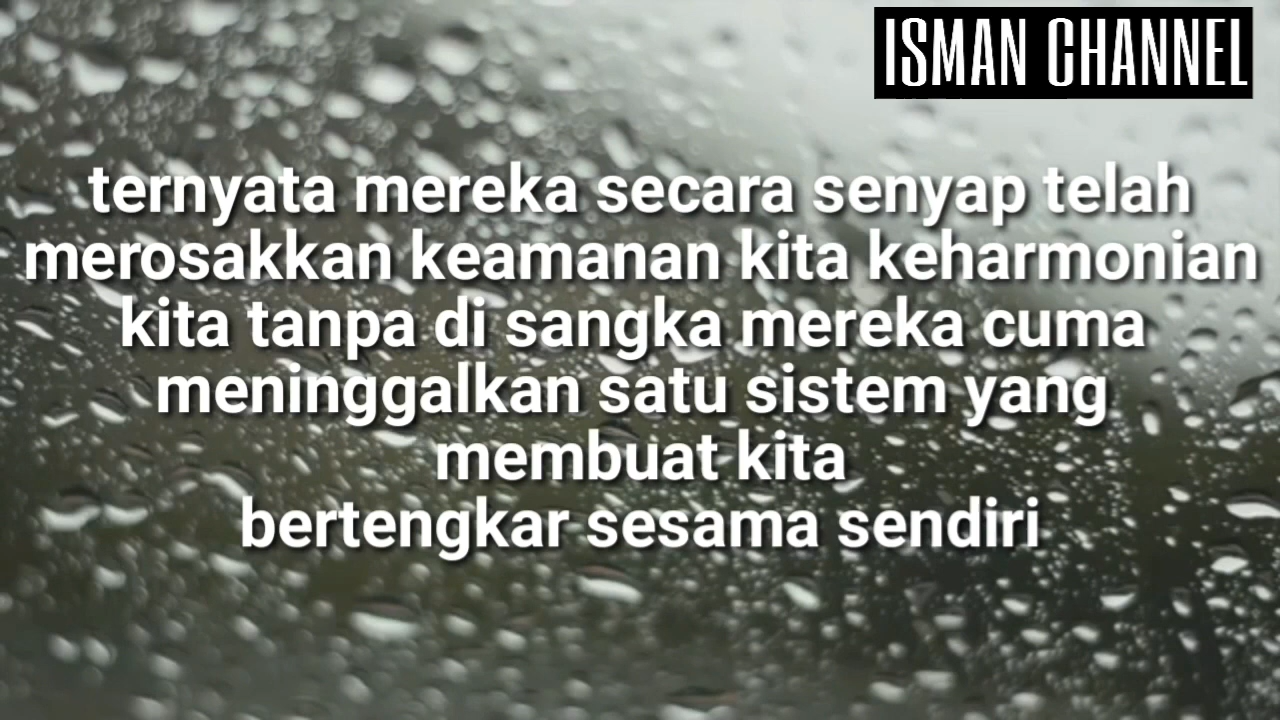 ISMAN CHANNEL
ternyata mereka secara senyap telah
merosakkan keamanan kita keharmonian
kita tanpa di sangka mereka cuma
meninggalkan satu sistem yang
membuat kita
bertengkar sesama sendiri